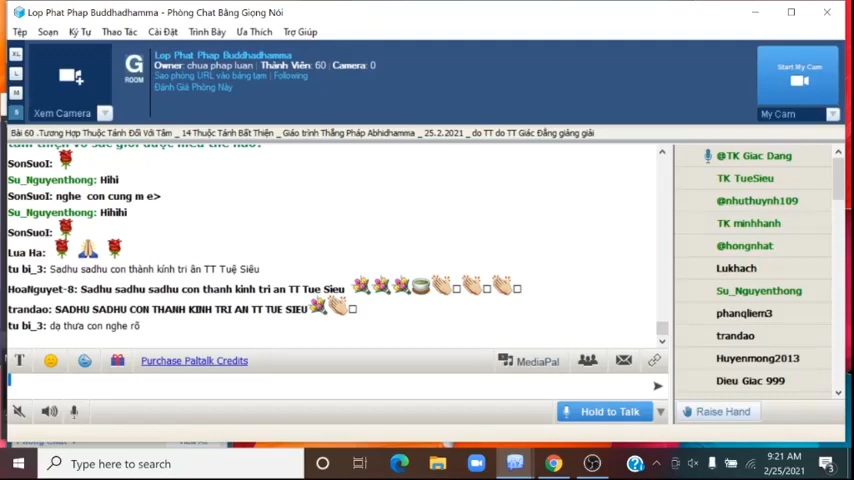 Lop Phat Phap Buddhadhamma - Phòng Chat Bằng Giọng Nói
Tệp Soạn Ký Tự Thao Tác Cài Đặt Trình Bày Ưa Thích Trợ Giúp
XL
L
M
S
Xem Camera
G
ROOM
Lop Phat Phap Buddhadhamma
Owner: chua phap luan | Thành Viên: 60 | Camera: 0
Sao phỏng URL vào bảng tạm | Following
Đánh Giá Phòng Này
Start My Cam
My Cam
Bài 60 .Tương Hợp Thuộc Tánh Đối Với Tâm _ 14 Thuộc Tánh Bất Thiện _ Giáo trình Thắng Pháp Abhidhamma _ 25.2.2021 _ do TT do TT Giác Đẳng giảng giải
SonSuoI:
Su_Nguyenthong: Hihi
SonSuoI: nghe con cung m e>
Su_Nguyenthong: Hihihi
SonSuoI:
Lua Ha:
tu bi_3: Sadhu sadhu con thành kính tri ân TT Tuệ Siêu
HoaNguyet-8: Sadhu sadhu sadhu con thanh kinh tri an TT Tue Sieu
trandao: SADHU SADHU CON THANH KINH TRI AN TT TUE SIEU
tu bi_3: dạ thưa con nghe rõ
@TK Giac Dang
TK TueSieu
@nhuthuynh109
TK minhhanh
@hongnhat
Lukhach
Su_Nguyenthong
phanqliem3
trandao
Huyenmong2013
Dieu Giac 999
T Purchase Paltalk Credits MediaPal
Hold to Talk Raise Hand
Type here to search
9:21 AM
2/25/2021
3